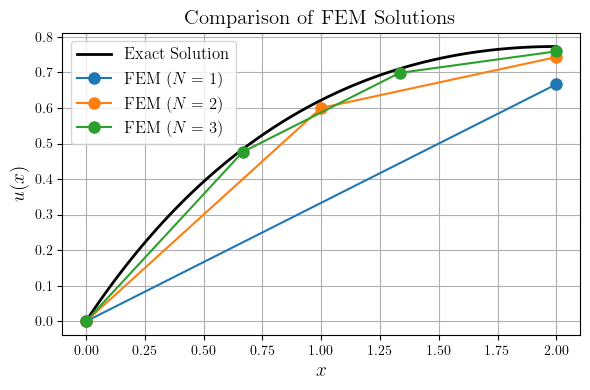 Comparison of FEM Solutions
Exact Solution
FEM (N = 1)
FEM (N = 2)
FEM (N = 3)
u(x)
0.8
0.7
0.6
0.5
0.4
0.3
0.2
0.1
0.0
0.00 0.25 0.50 0.75 1.00 1.25 1.50 1.75 2.00
x